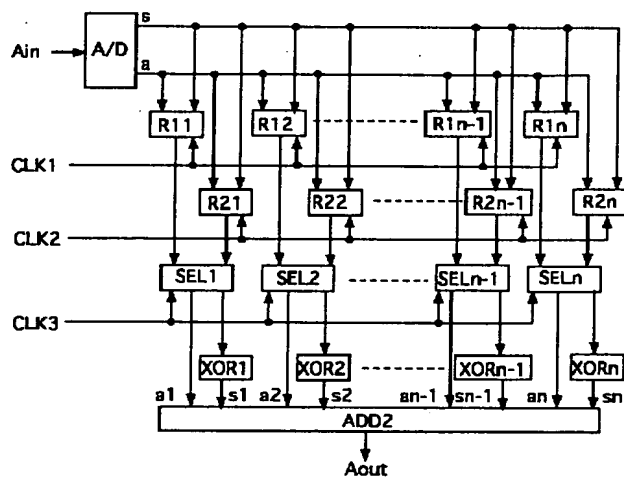 s
Ain A/D
a
R11 R12 R1n-1 R1n
CLK1
R21 R22 R2n-1 R2n
CLK2
SEL1 SEL2 SELn-1 SELn
CLK3
XOR1 XOR2 XORn-1 XORn
a1 s1 a2 s2 an-1 sn-1 an sn
ADD2
Aout